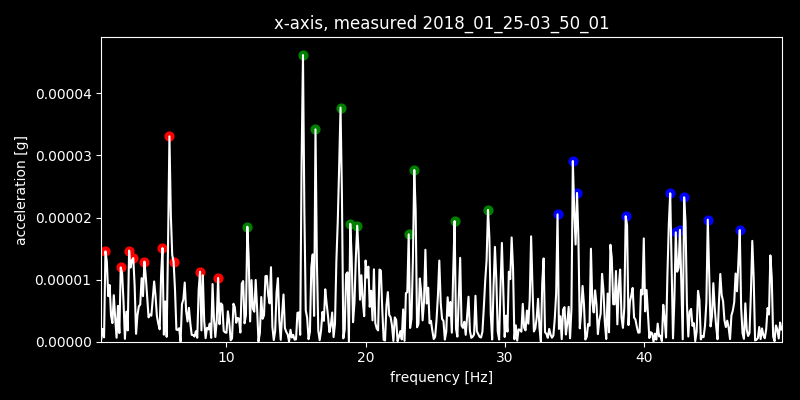 x-axis, measured 2018_01_25-03_50_01
0.00004
0.00003
0.00002
0.00001
0.00000
acceleration [g]
10 20 30 40
frequency [Hz]